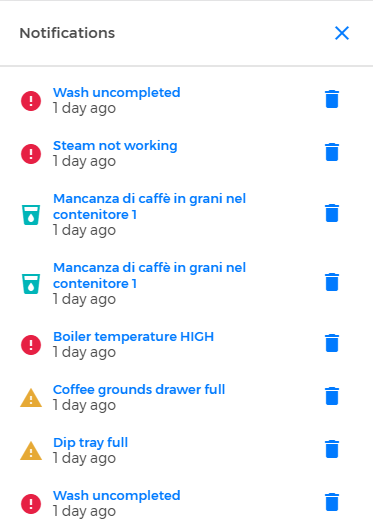 Notifications
Wash uncompleted
1 day ago
Steam not working
1 day ago
Mancanza di caffè in grani nel
contenitore 1
1 day ago
Mancanza di caffè in grani nel
contenitore 1
1 day ago
Boiler temperature HIGH
1 day ago
Coffee grounds drawer full
1 day ago
Dip tray full
1 day ago
Wash uncompleted
1 day ago